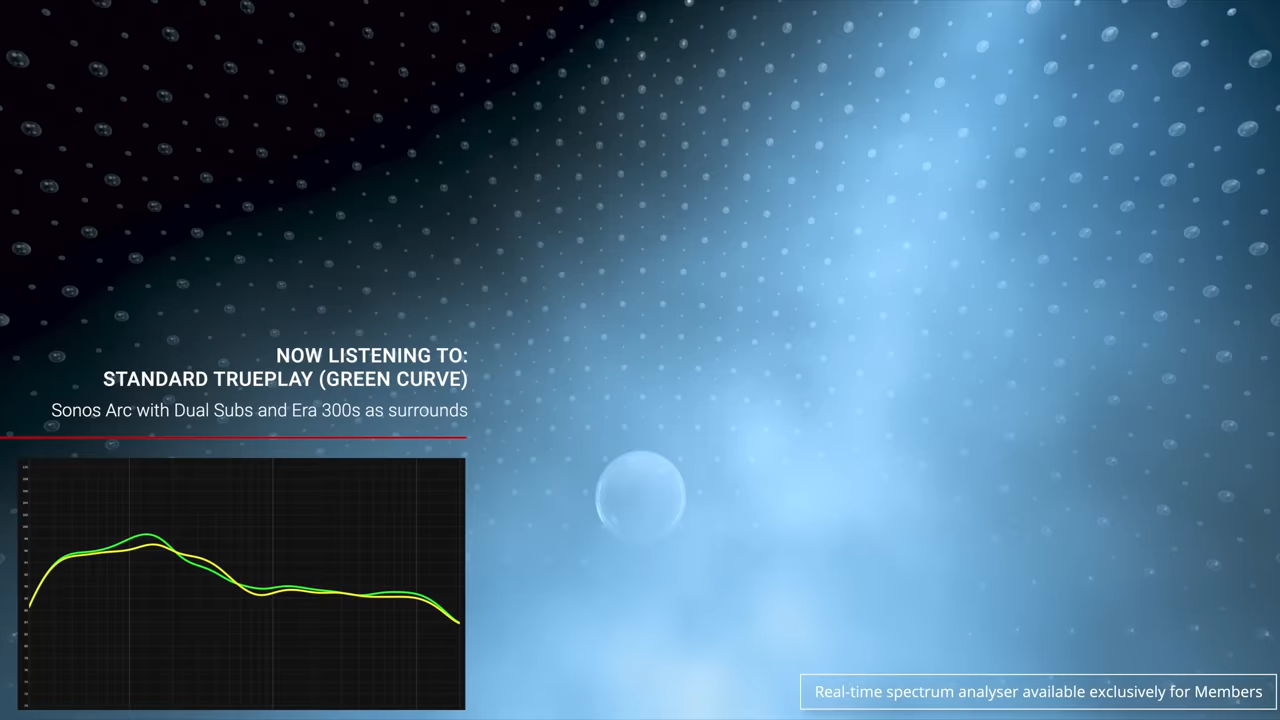 NOW LISTENING TO:
STANDARD TRUEPLAY (GREEN CURVE)
Sonos Arc with Dual Subs and Era 300s as surrounds
Real-time spectrum analyser available exclusively for Members